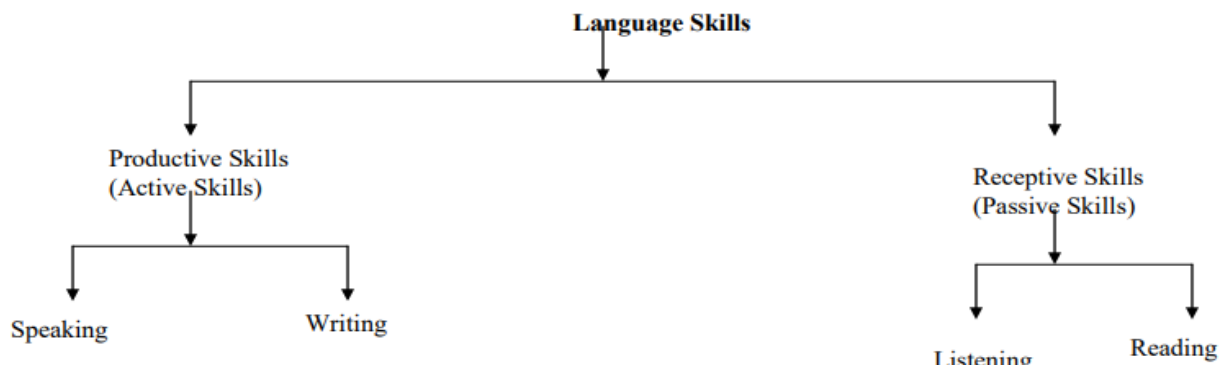 Language Skills
Productive Skills
(Active Skills)
Receptive Skills
(Passive Skills)
Speaking
Writing
Listening
Reading